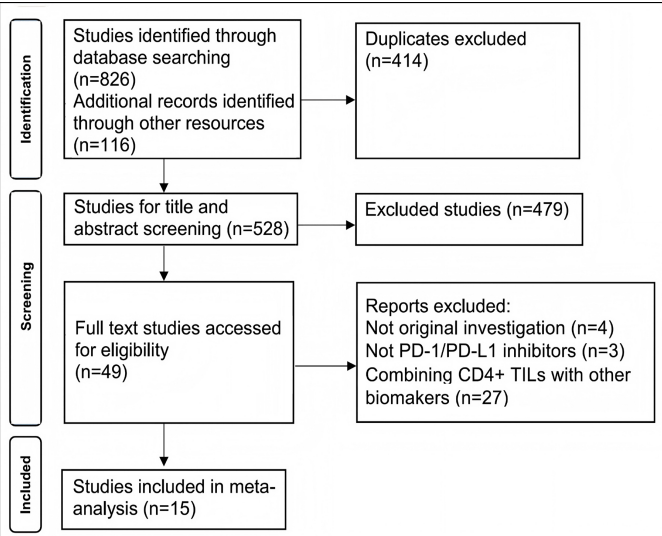 Identification
Studies identified through
database searching
(n=826)
Additional records identified
through other resources
(n=116)
Duplicates excluded
(n=414)
Screening
Studies for title and
abstract screening (n=528)
Excluded studies (n=479)
Full text studies accessed
for eligibility
(n=49)
Reports excluded:
Not original investigation (n=4)
Not PD-1/PD-L1 inhibitors (n=3)
Combining CD4+ TILs with other
biomakers (n=27)
Included
Studies included in meta-
analysis (n=15)